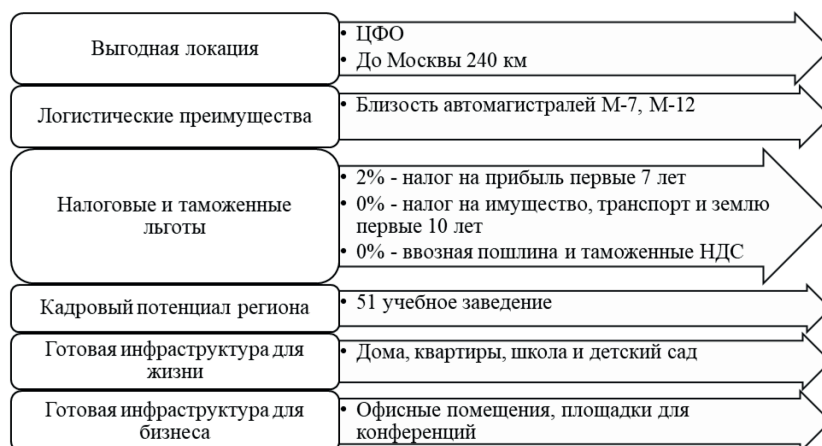 Выгодная локация
• ЦФО
• До Москвы 240 км
Логистические преимущества
• Близость автомагистралей М-7, М-12
Налоговые и таможенные
льготы
• 2% - налог на прибыль первые 7 лет
• 0% - налог на имущество, транспорт и землю
первые 10 лет
• 0% - ввозная пошлина и таможенные НДС
Кадровый потенциал региона
• 51 учебное заведение
Готовая инфраструктура для
жизни
• Дома, квартиры, школа и детский сад
Готовая инфраструктура для
бизнеса
• Офисные помещения, площадки для
конференций